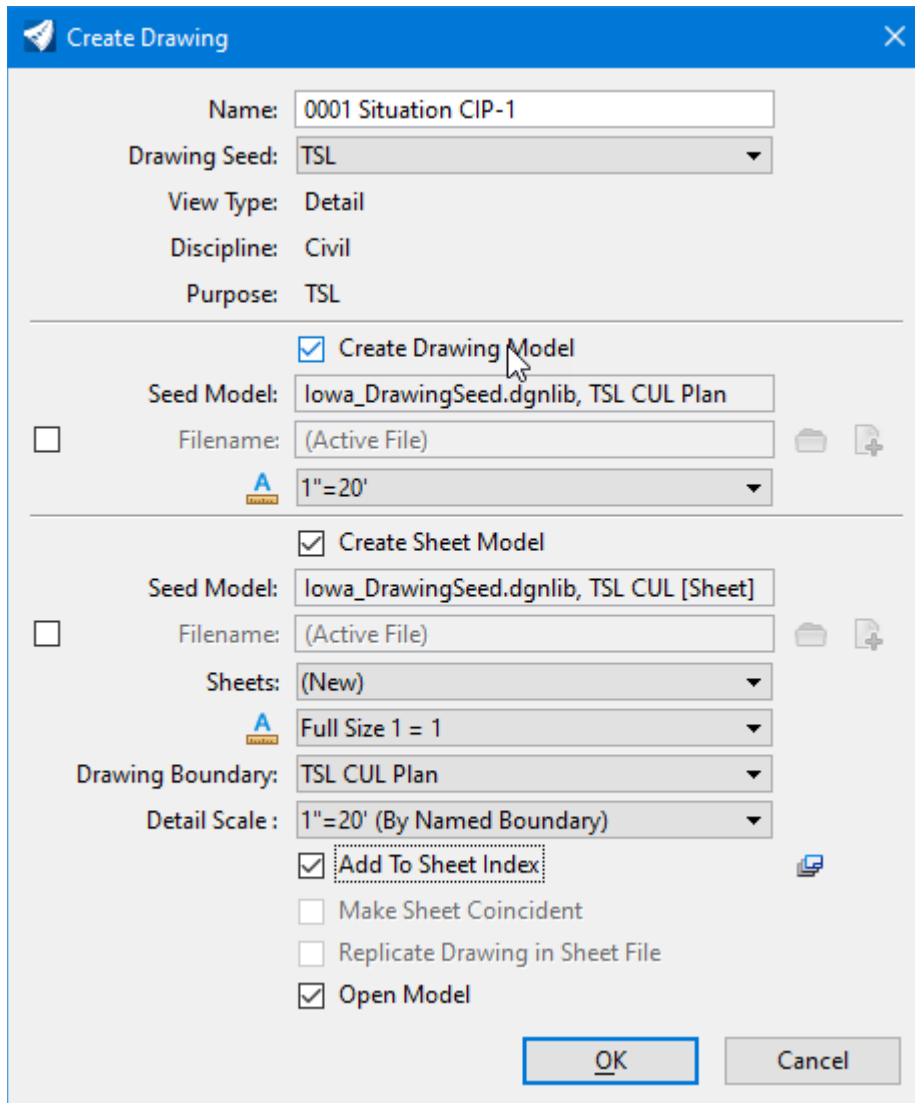 Create Drawing
Name: 0001 Situation CIP-1
Drawing Seed: TSL
View Type: Detail
Discipline: Civil
Purpose: TSL
Create Drawing Model
Seed Model: Iowa_DrawingSeed.dgnlib, TSL CUL Plan
Filename: (Active File)
A 1"=20'
Create Sheet Model
Seed Model: Iowa_DrawingSeed.dgnlib, TSL CUL [Sheet]
Filename: (Active File)
Sheets: (New)
A Full Size 1 = 1
Drawing Boundary: TSL CUL Plan
Detail Scale : 1"=20' (By Named Boundary)
Add To Sheet Index
Make Sheet Coincident
Replicate Drawing in Sheet File
Open Model
OK Cancel